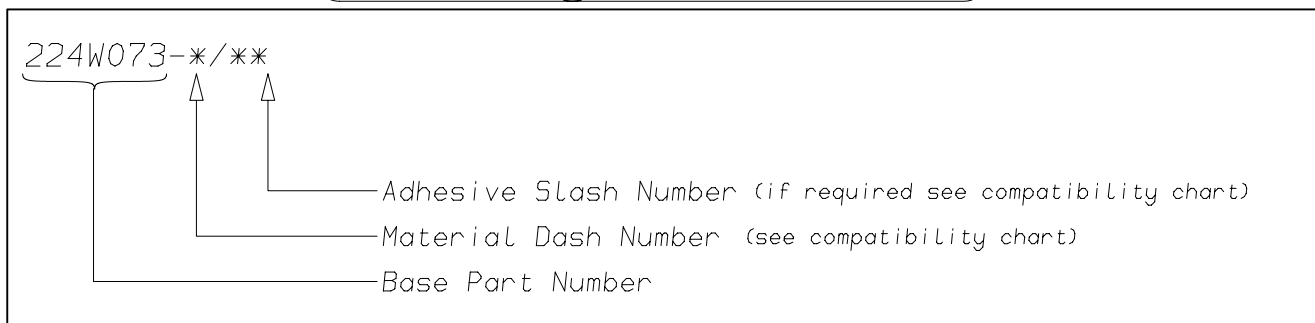 224W073-*/**
Adhesive Slash Number (if required see compatibility chart)
Material Dash Number (see compatibility chart)
Base Part Number